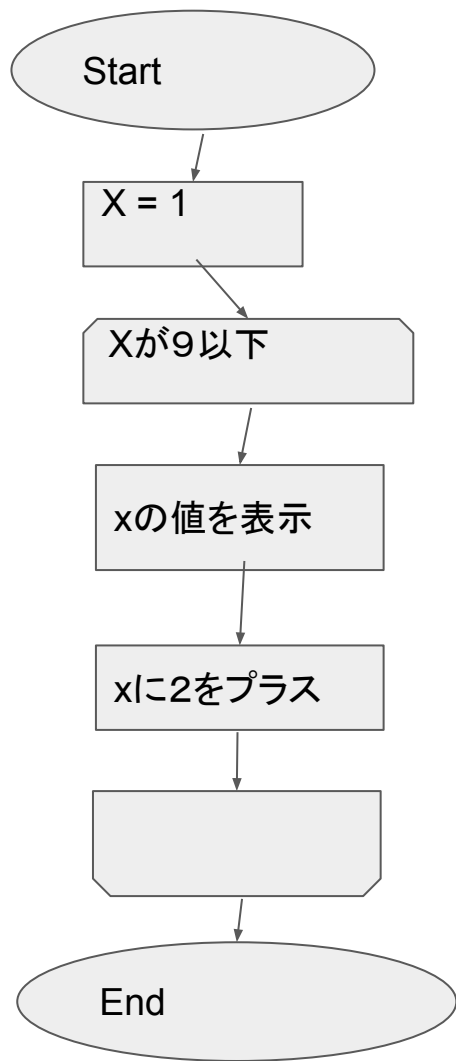 Start
X = 1
Xが９以下
xの値を表示
xに２をプラス
End